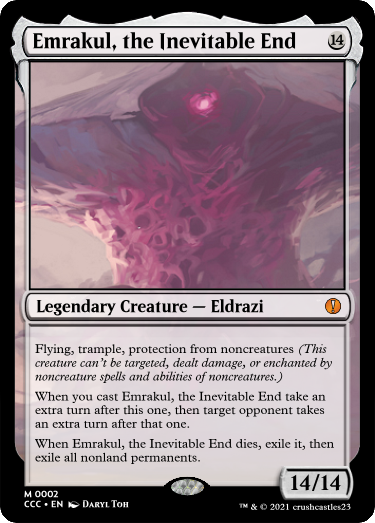 Emrakul, the Inevitable End 14
Legendary Creature — Eldrazi
Flying, trample, protection from noncreatures (This
creature can't be targeted, dealt damage, or enchanted by
noncreature spells and abilities of noncreatures.)
When you cast Emrakul, the Inevitable End take an
extra turn after this one, then target opponent takes
an extra turn after that one.
When Emrakul, the Inevitable End dies, exile it, then
exile all nonland permanents.
14/14
M 0002
CCC • EN Daryl Toh
™ & © 2021 crushcastles23